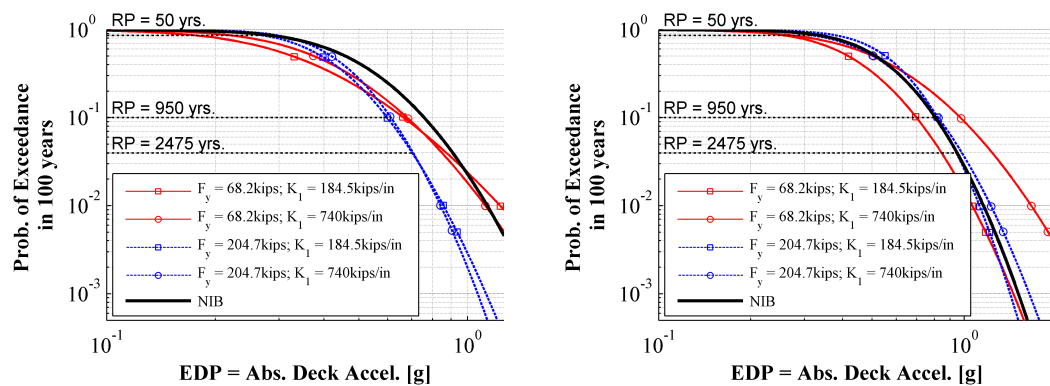 RP = 50 yrs.
RP = 950 yrs.
RP = 2475 yrs.
F_y = 68.2kips; K_1 = 184.5kips/in
F_y = 68.2kips; K_1 = 740kips/in
F_y = 204.7kips; K_1 = 184.5kips/in
F_y = 204.7kips; K_1 = 740kips/in
NIB
10^0
10^-1
10^-2
10^-3
10^-1
10^0
Prob. of Exceedance
in 100 years
EDP = Abs. Deck Accel. [g]
RP = 50 yrs.
RP = 950 yrs.
RP = 2475 yrs.
F_y = 68.2kips; K_1 = 184.5kips/in
F_y = 68.2kips; K_1 = 740kips/in
F_y = 204.7kips; K_1 = 184.5kips/in
F_y = 204.7kips; K_1 = 740kips/in
NIB
10^0
10^-1
10^-2
10^-3
10^-1
10^0
Prob. of Exceedance
in 100 years
EDP = Abs. Deck Accel. [g]